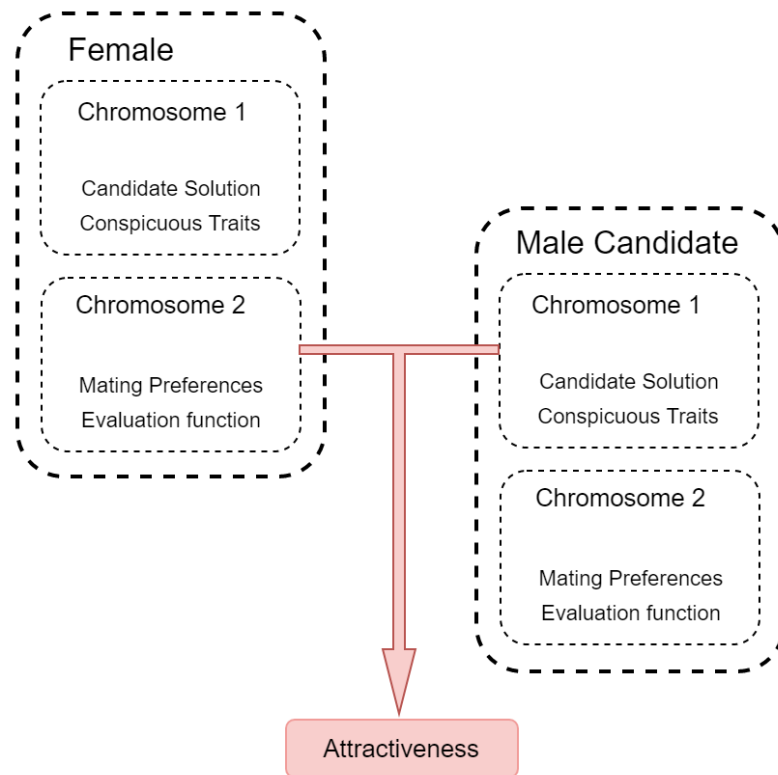 Female
Chromosome 1
Candidate Solution
Conspicuous Traits
Chromosome 2
Mating Preferences
Evaluation function
Male Candidate
Chromosome 1
Candidate Solution
Conspicuous Traits
Chromosome 2
Mating Preferences
Evaluation function
Attractiveness